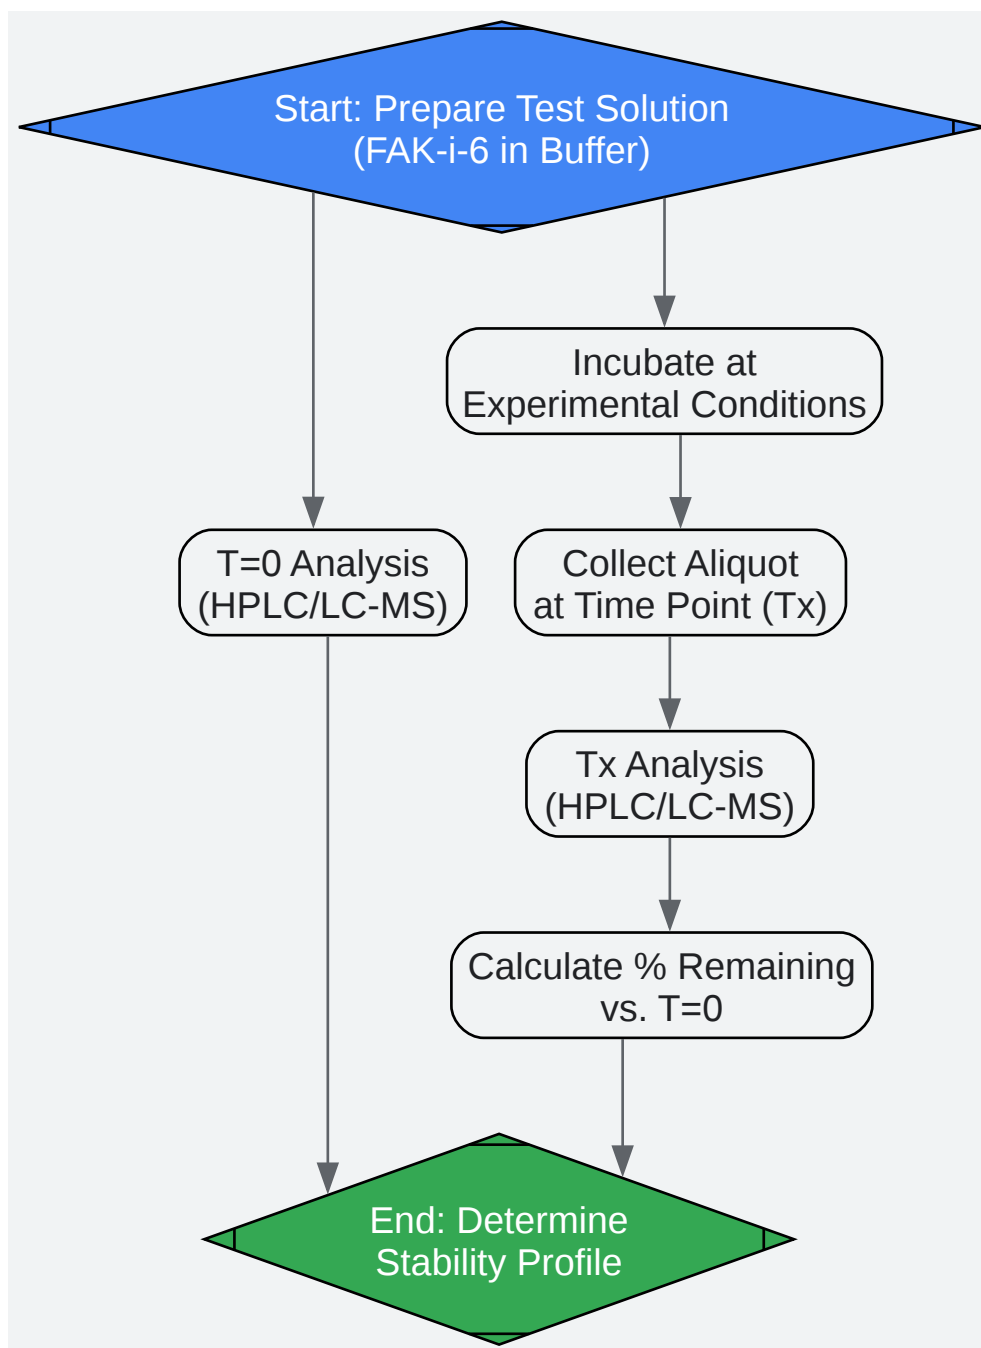 Start: Prepare Test Solution
(FAK-i-6 in Buffer)
Incubate at
Experimental Conditions
T=0 Analysis
(HPLC/LC-MS)
Collect Aliquot
at Time Point (Tx)
Tx Analysis
(HPLC/LC-MS)
Calculate % Remaining
vs. T=0
End: Determine
Stability Profile